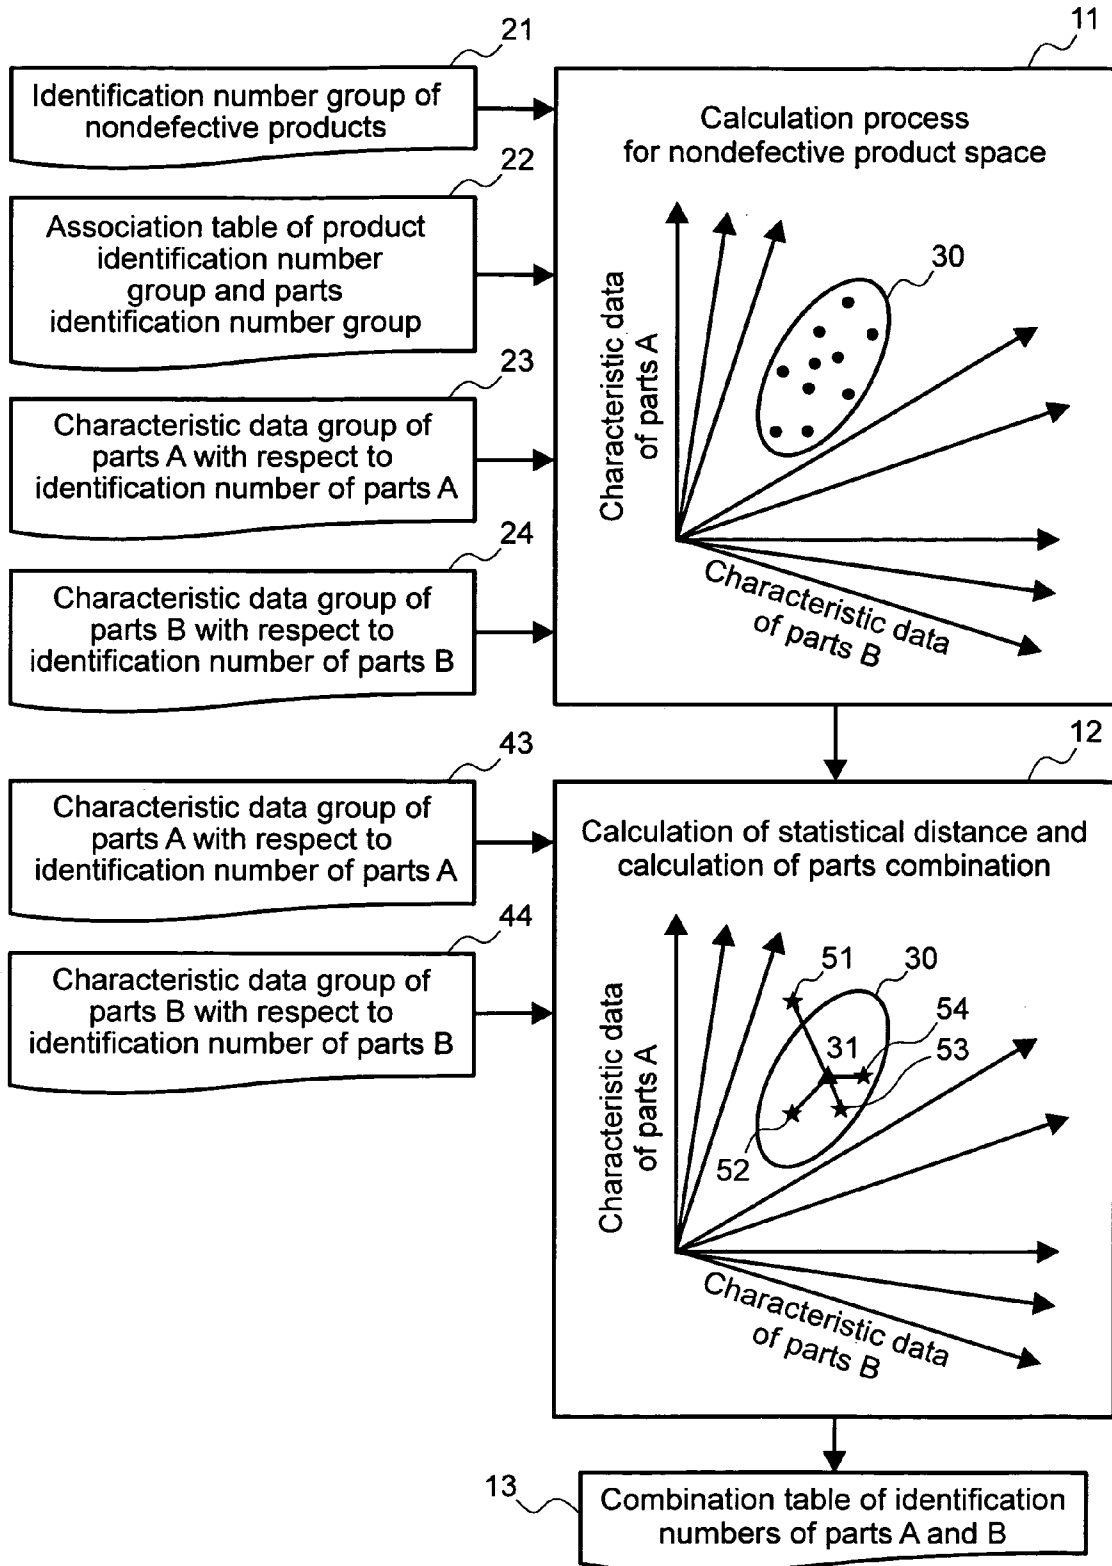 21
Identification number group of
nondefective products
22
Association table of product
identification number
group and parts
identification number group
23
Characteristic data group of
parts A with respect to
identification number of parts A
24
Characteristic data group of
parts B with respect to
identification number of parts B
11
Calculation process
for nondefective product space
30
Characteristic data
of parts A
Characteristic data
of parts B
43
Characteristic data group of
parts A with respect to
identification number of parts A
44
Characteristic data group of
parts B with respect to
identification number of parts B
12
Calculation of statistical distance and
calculation of parts combination
51
30
54
31
53
52
Characteristic data
of parts A
Characteristic data
of parts B
13
Combination table of identification
numbers of parts A and B